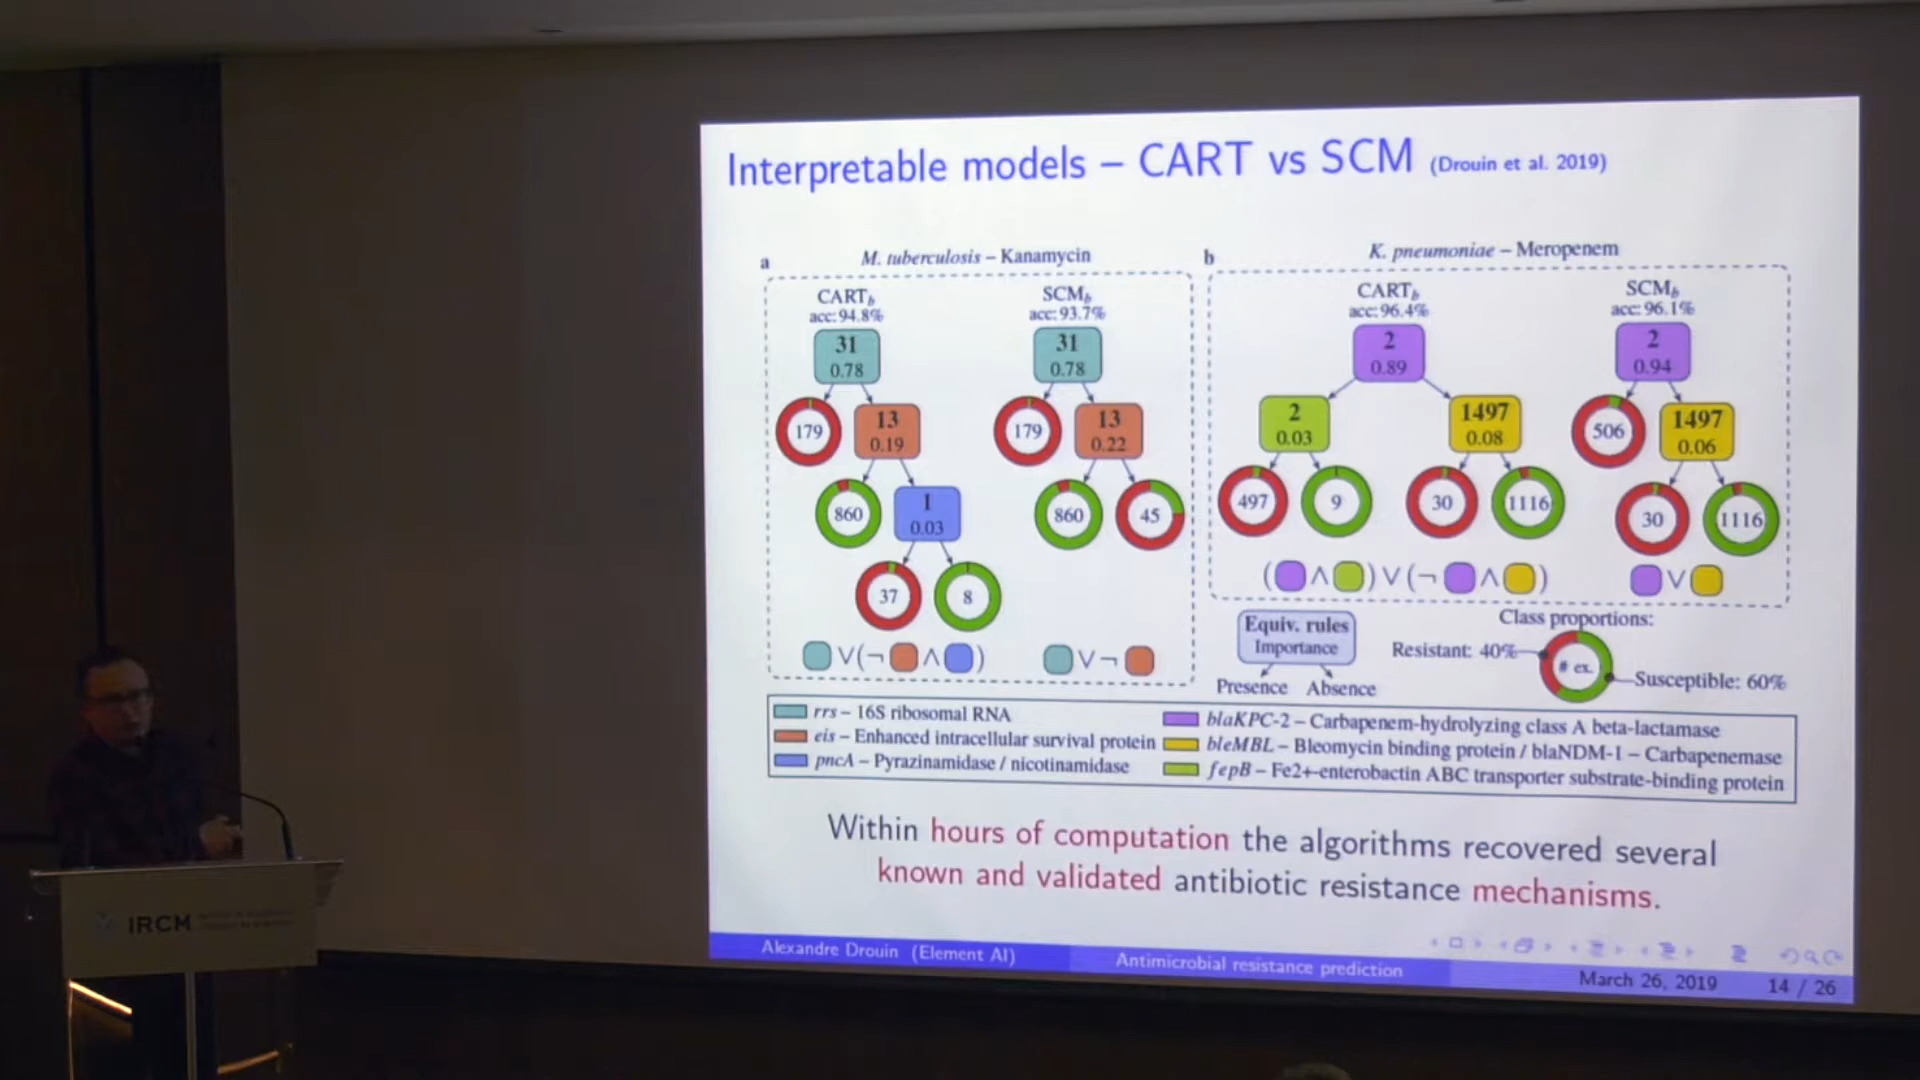 Interpretable models – CART vs SCM (Drouin et al. 2019)
a
M. tuberculosis – Kanamycin
CART_b
acc:94.8%
31
0.78
179
13
0.19
860
1
0.03
37
8
∨(¬ ∧ )
SCM_b
acc:93.7%
31
0.78
179
13
0.22
860
45
∨¬
b
K. pneumoniae – Meropenem
CART_b
acc:96.4%
2
0.89
2
0.03
1497
0.08
497
9
30
1116
( ∧ )∨(¬ ∧ )
SCM_b
acc:96.1%
2
0.94
506
1497
0.06
30
1116
∨
Equiv. rules
Importance
Presence Absence
Class proportions:
Resistant: 40%
# ex.
Susceptible: 60%
rrs – 16S ribosomal RNA
eis – Enhanced intracellular survival protein
pncA – Pyrazinamidase / nicotinamidase
blaKPC-2 – Carbapenem-hydrolyzing class A beta-lactamase
bleMBL – Bleomycin binding protein / blaNDM-1 – Carbapenemase
fepB – Fe2+-enterobactin ABC transporter substrate-binding protein
Within hours of computation the algorithms recovered several
known and validated antibiotic resistance mechanisms.
Alexandre Drouin (Element AI)
Antimicrobial resistance prediction
March 26, 2019
14 / 26
IRCM